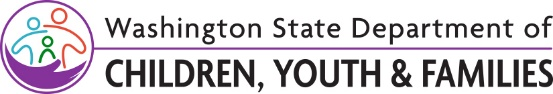 Washington State Department of
CHILDREN, YOUTH & FAMILIES